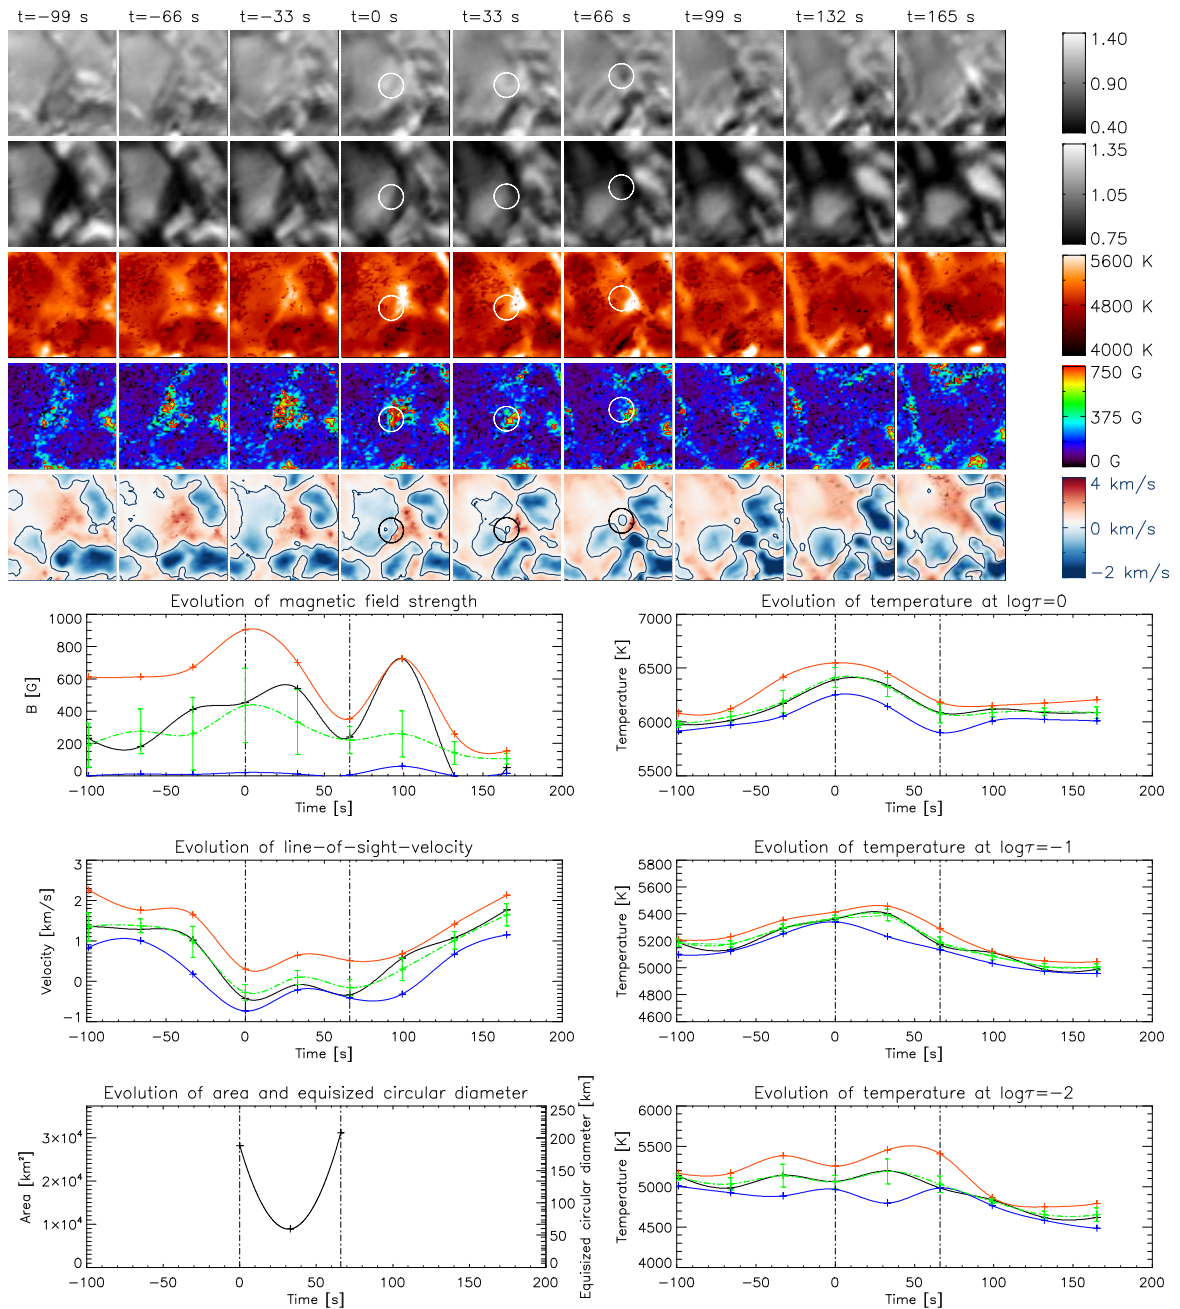 t=−99 s t=−66 s t=−33 s t=0 s t=33 s t=66 s t=99 s t=132 s t=165 s
1.40
0.90
0.40
1.35
1.05
0.75
5600 K
4800 K
4000 K
750 G
375 G
0 G
4 km/s
0 km/s
−2 km/s
Evolution of magnetic field strength
B [G]
1000
800
600
400
200
0
−100 −50 0 50 100 150 200
Time [s]
Evolution of temperature at logτ=0
Temperature [K]
7000
6500
6000
5500
−100 −50 0 50 100 150 200
Time [s]
Evolution of line−of−sight−velocity
Velocity [km/s]
3
2
1
0
−1
−100 −50 0 50 100 150 200
Time [s]
Evolution of temperature at logτ=−1
Temperature [K]
5800
5600
5400
5200
5000
4800
4600
−100 −50 0 50 100 150 200
Time [s]
Evolution of area and equisized circular diameter
Area [km²]
3×10⁴
2×10⁴
1×10⁴
0
−100 −50 0 50 100 150 200
Time [s]
Equisized circular diameter [km]
250
200
150
100
50
0
Evolution of temperature at logτ=−2
Temperature [K]
6000
5500
5000
4500
4000
−100 −50 0 50 100 150 200
Time [s]